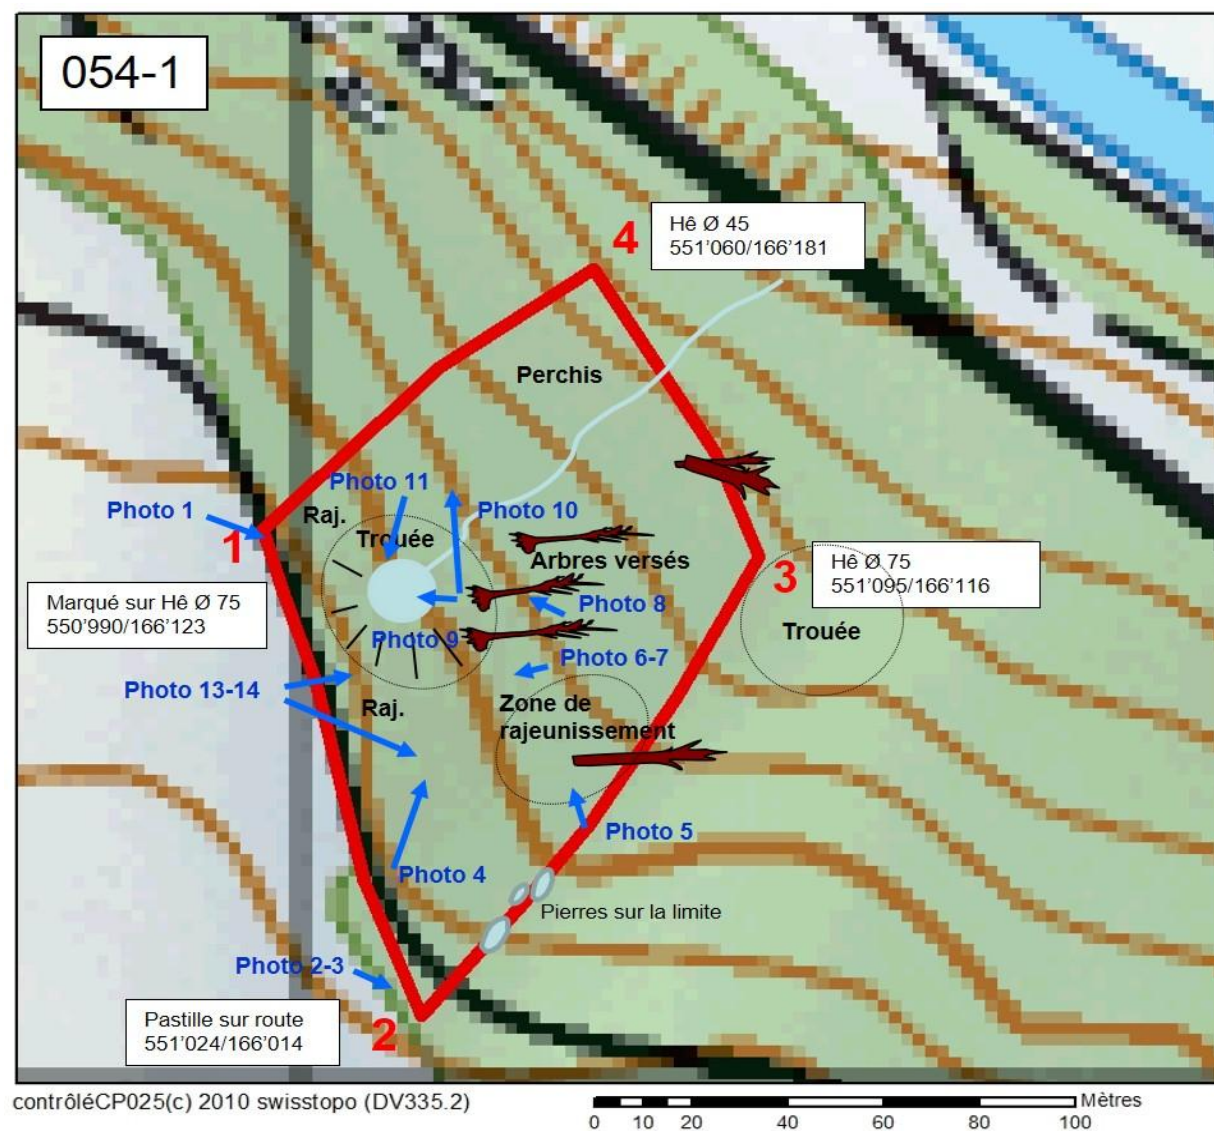 054-1
4
Hê Ø 45
551'060/166'181
Perchis
Photo 11
Photo 1
Raj.
Photo 10
Trouée
1
Arbres versés
3
Hê Ø 75
551'095/166'116
Marqué sur Hê Ø 75
550'990/166'123
Photo 8
Trouée
Photo 9
Photo 6-7
Photo 13-14
Raj.
Zone de
rajeunissement
Photo 5
Photo 4
Pierres sur la limite
Photo 2-3
Pastille sur route
551'024/166'014
2
contrôléCP025(c) 2010 swisstopo (DV335.2)
Mètres
0 10 20 40 60 80 100